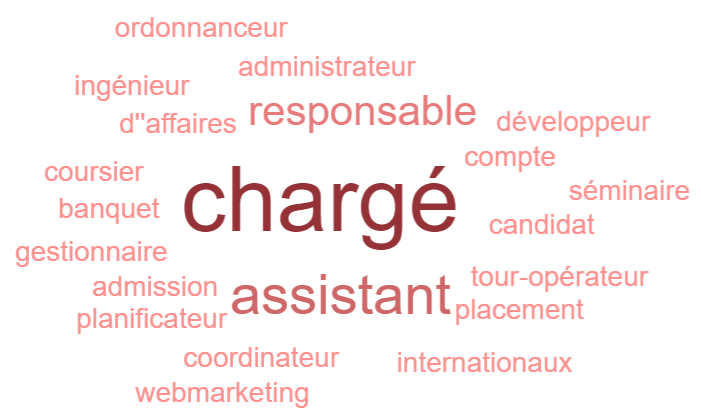 ordonnanceur
administrateur
ingénieur
responsable
d''affaires
développeur
compte
coursier
chargé
séminaire
banquet
candidat
gestionnaire
tour-opérateur
admission
assistant
placement
planificateur
coordinateur
internationaux
webmarketing